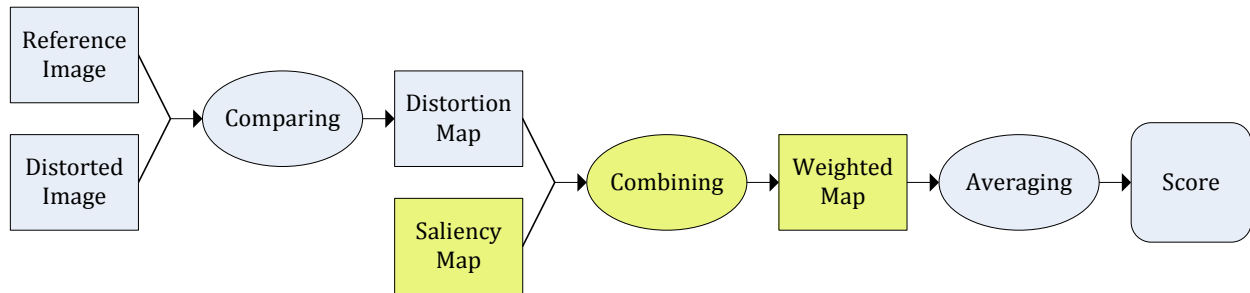 Reference
Image
Distorted
Image
Comparing
Distortion
Map
Saliency
Map
Combining
Weighted
Map
Averaging
Score